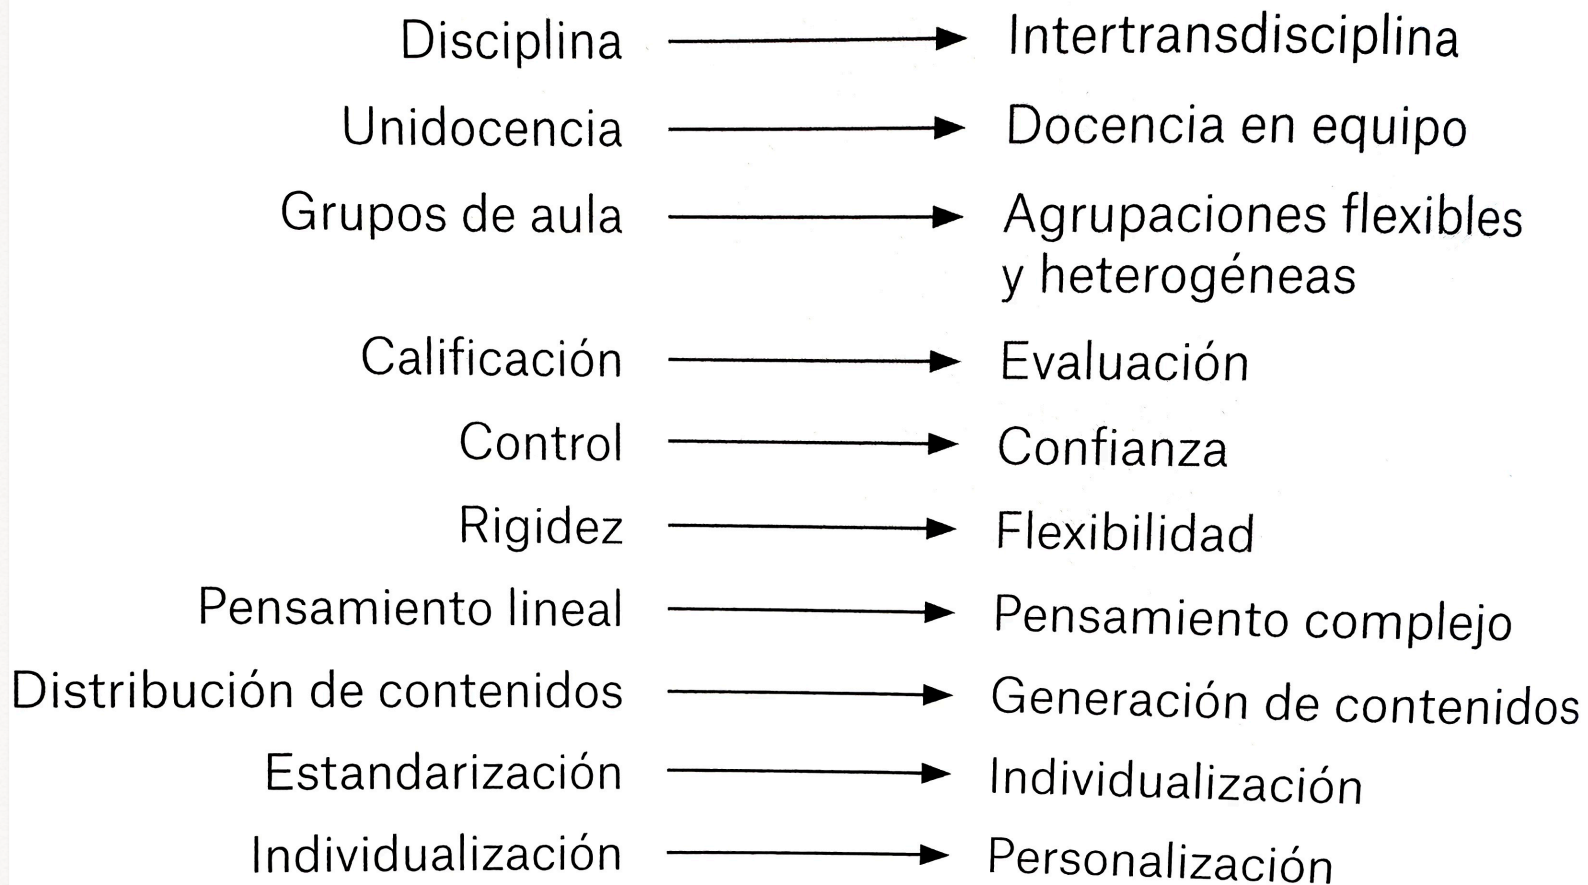 Disciplina → Intertransdisciplina
Unidocencia → Docencia en equipo
Grupos de aula → Agrupaciones flexibles
y heterogéneas
Calificación → Evaluación
Control → Confianza
Rigidez → Flexibilidad
Pensamiento lineal → Pensamiento complejo
Distribución de contenidos → Generación de contenidos
Estandarización → Individualización
Individualización → Personalización